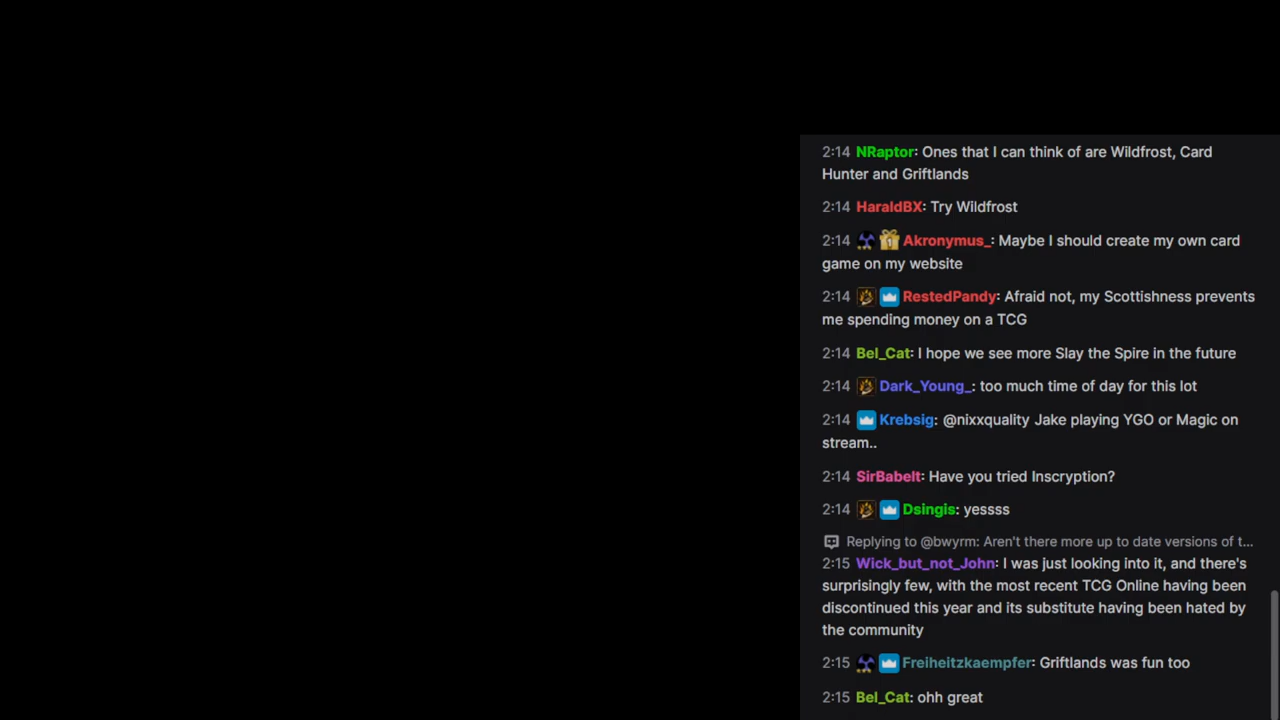 2:14 NRaptor: Ones that I can think of are Wildfrost, Card
Hunter and Griftlands
2:14 HaraldBX: Try Wildfrost
2:14 Akronymus_: Maybe I should create my own card
game on my website
2:14 RestedPandy: Afraid not, my Scottishness prevents
me spending money on a TCG
2:14 Bel_Cat: I hope we see more Slay the Spire in the future
2:14 Dark_Young_: too much time of day for this lot
2:14 Krebsig: @nixxquality Jake playing YGO or Magic on
stream..
2:14 SirBabelt: Have you tried Inscryption?
2:14 Dsingis: yessss
Replying to @bwyrm: Aren't there more up to date versions of t...
2:15 Wick_but_not_John: I was just looking into it, and there's
surprisingly few, with the most recent TCG Online having been
discontinued this year and its substitute having been hated by
the community
2:15 Freiheitzkaempfer: Griftlands was fun too
2:15 Bel_Cat: ohh great